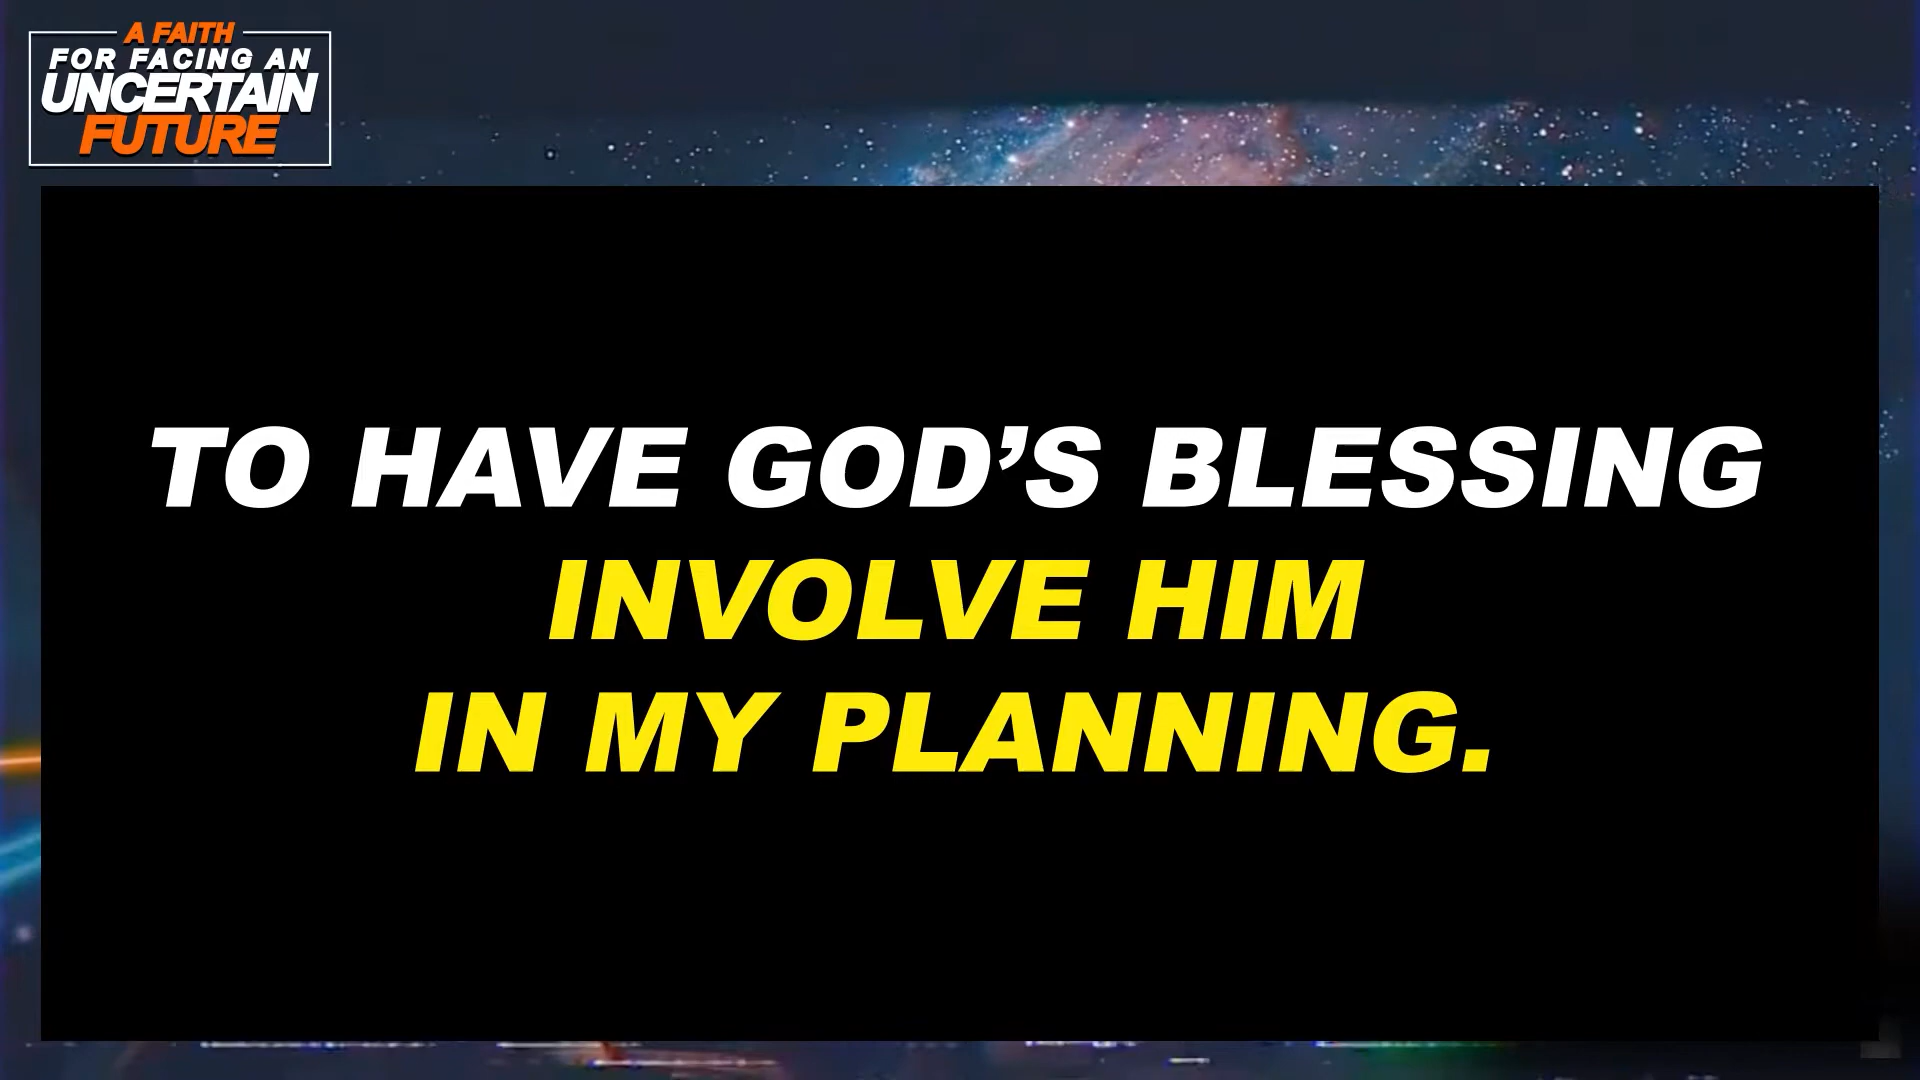 A FAITH
FOR FACING AN
UNCERTAIN
FUTURE
TO HAVE GOD’S BLESSING
INVOLVE HIM
IN MY PLANNING.